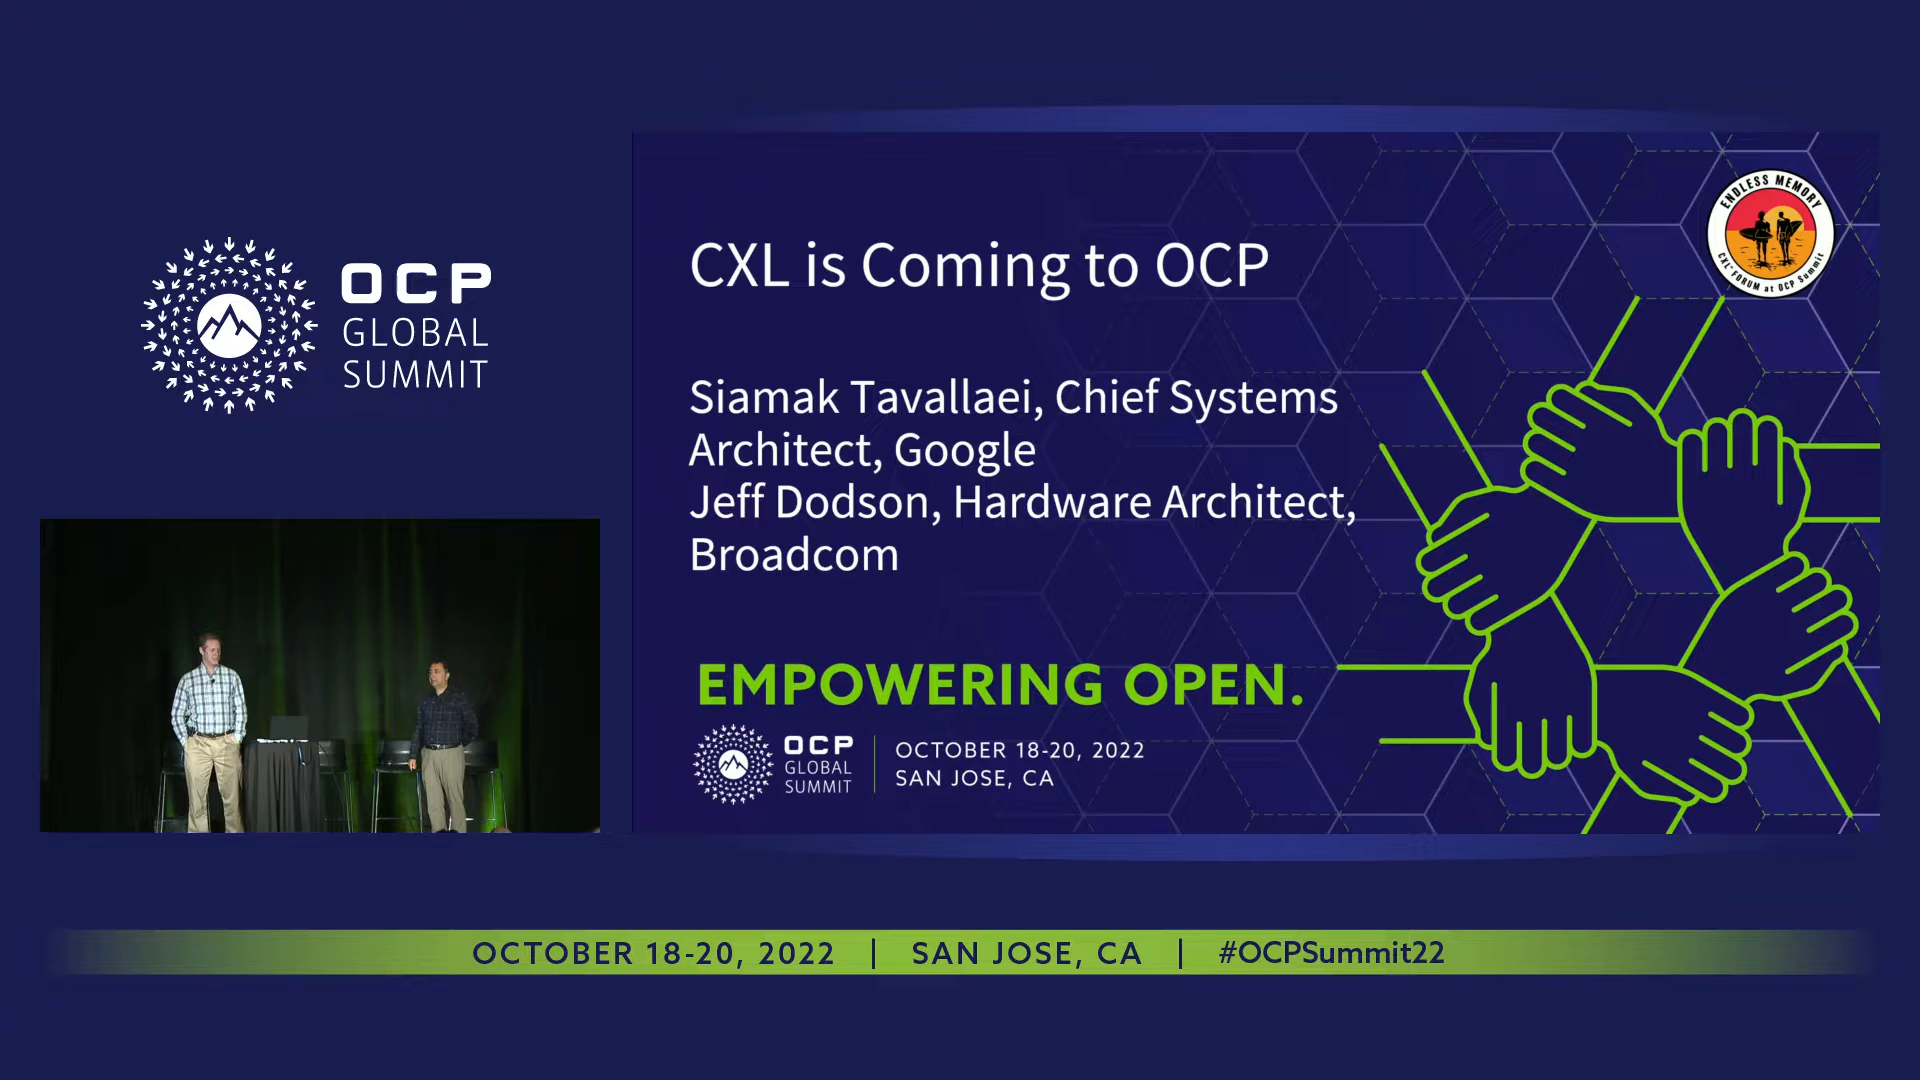 OCP
GLOBAL
SUMMIT
CXL is Coming to OCP
Siamak Tavallaei, Chief Systems
Architect, Google
Jeff Dodson, Hardware Architect,
Broadcom
ENDLESS MEMORY
CXL FORUM at OCP Summit
EMPOWERING OPEN.
OCP
GLOBAL
SUMMIT
OCTOBER 18-20, 2022
SAN JOSE, CA
OCTOBER 18-20, 2022 | SAN JOSE, CA | #OCPSummit22